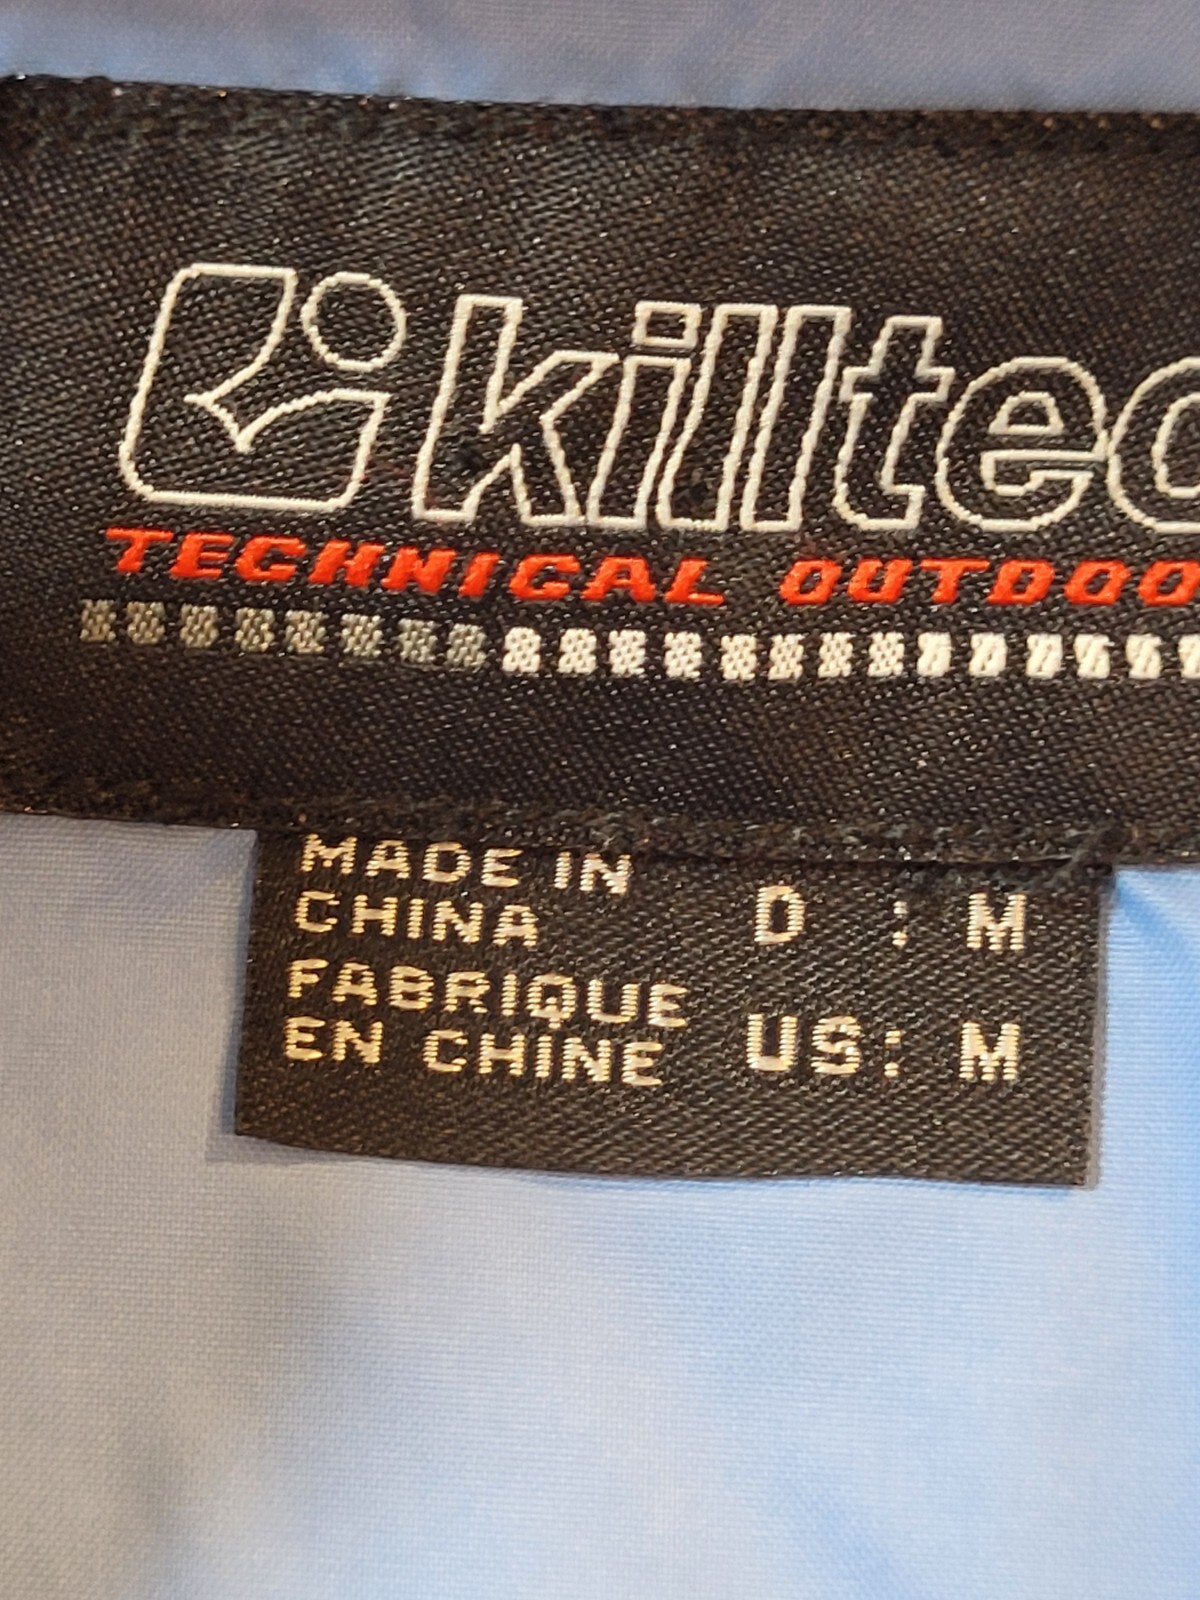 killtec
TECHNICAL OUTDOO
MADE IN
CHINA
FABRIQUE
EN CHINE
D : M
US: M